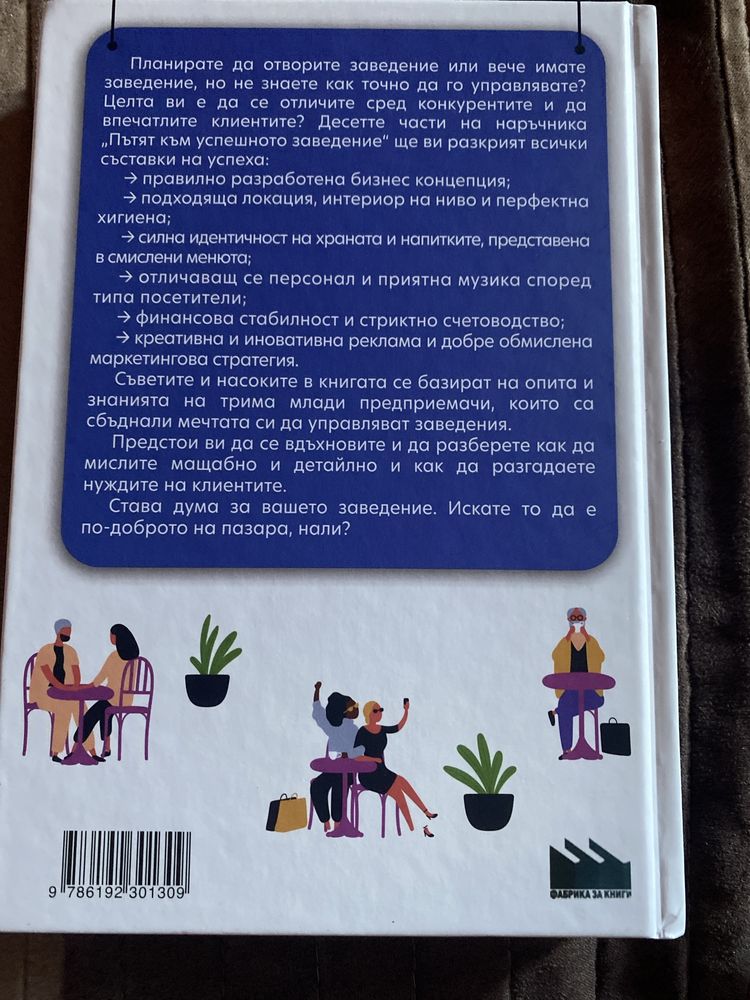 Планирате да отворите заведение или вече имате
заведение, но не знаете как точно да го управлявате?
Целта ви е да се отличите сред конкурентите и да
впечатлите клиентите? Десетте части на наръчника
„Пътят към успешното заведение“ ще ви разкрият всички
съставки на успеха:
→ правилно разработена бизнес концепция;
→ подходяща локация, интериор на ниво и перфектна
хигиена;
→ силна идентичност на храната и напитките, представена
в смислени менюта;
→ отличаващ се персонал и приятна музика според
типа посетители;
→ финансова стабилност и стриктно счетоводство;
→ креативна и иновативна реклама и добре обмислена
маркетингова стратегия.
Съветите и насоките в книгата се базират на опита и
знанията на трима млади предприемачи, които са
сбъднали мечтата си да управляват заведения.
Предстои ви да се вдъхновите и да разберете как да
мислите мащабно и детайлно и как да разгадаете
нуждите на клиентите.
Става дума за вашето заведение. Искате то да е
по-доброто на пазара, нали?
9 786192 301309
ФАБРИКА ЗА КНИГИ